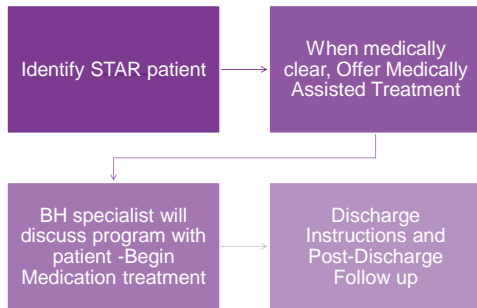 Identify STAR patient
When medically
clear, Offer Medically
Assisted Treatment
BH specialist will
discuss program with
patient -Begin
Medication treatment
Discharge
Instructions and
Post-Discharge
Follow up